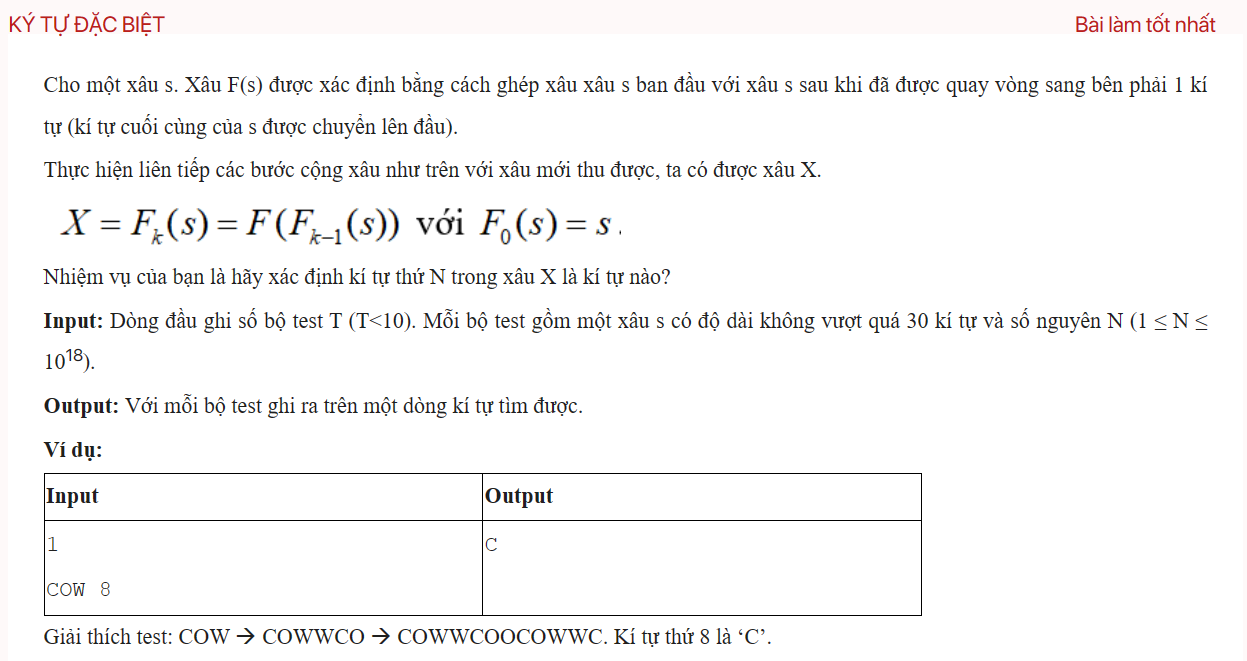 KÝ TỰ ĐẶC BIỆT
Bài làm tốt nhất
Cho một xâu s. Xâu F(s) được xác định bằng cách ghép xâu xâu s ban đầu với xâu s sau khi đã được quay vòng sang bên phải 1 kí
tự (kí tự cuối cùng của s được chuyển lên đầu).
Thực hiện liên tiếp các bước cộng xâu như trên với xâu mới thu được, ta có được xâu X.
X = F_k(s) = F(F_{k-1}(s)) với F_0(s) = s.
Nhiệm vụ của bạn là hãy xác định kí tự thứ N trong xâu X là kí tự nào?
Input: Dòng đầu ghi số bộ test T (T<10). Mỗi bộ test gồm một xâu s có độ dài không vượt quá 30 kí tự và số nguyên N (1 ≤ N ≤
10^18).
Output: Với mỗi bộ test ghi ra trên một dòng kí tự tìm được.
Ví dụ:
Input Output
1 C
COW 8
Giải thích test: COW → COWWCO → COWWCOOCOWWC. Kí tự thứ 8 là ‘C’.